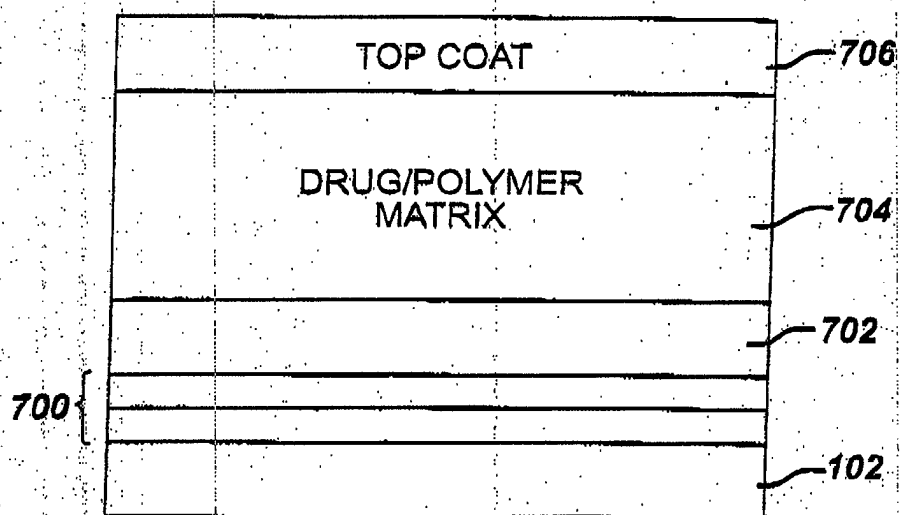 TOP COAT
706
DRUG/POLYMER
MATRIX
704
702
700
102